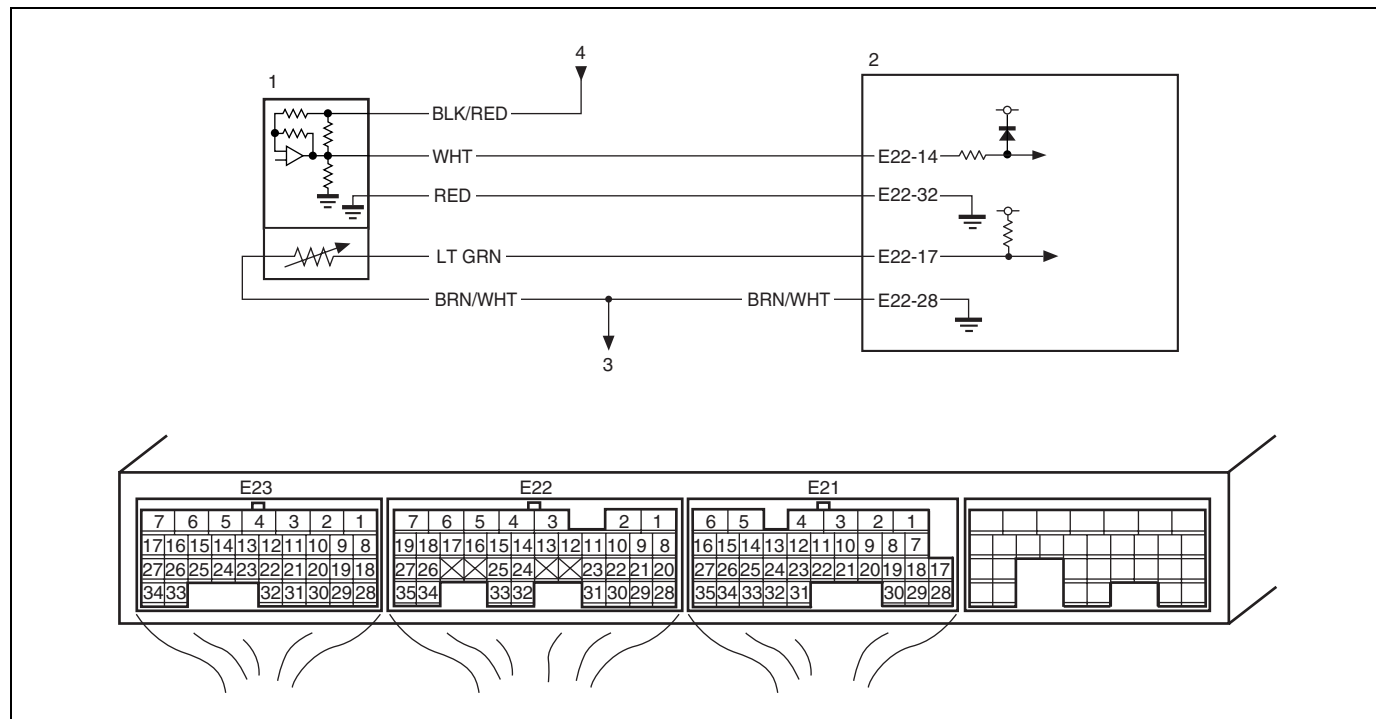 4
1
2
BLK/RED
WHT
E22-14
RED
E22-32
LT GRN
E22-17
BRN/WHT
BRN/WHT
E22-28
3
E23
E22
E21
7 6 5 4 3 2 1
7 6 5 4 3 2 1
6 5 4 3 2 1
17 16 15 14 13 12 11 10 9 8
19 18 17 16 15 14 13 12 11 10 9 8
16 15 14 13 12 11 10 9 8 7
27 26 25 24 23 22 21 20 19 18
27 26 25 24 23 22 21 20
27 26 25 24 23 22 21 20 19 18 17
34 33 32 31 30 29 28
35 34 33 32 31 30 29 28
35 34 33 32 31 30 29 28